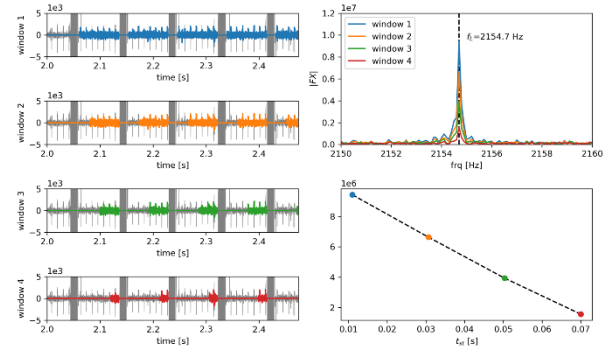 1e3
5
0
−5
window 1
2.0 2.1 2.2 2.3 2.4
time [s]
1e3
5
0
−5
window 2
2.0 2.1 2.2 2.3 2.4
time [s]
1e3
5
0
−5
window 3
2.0 2.1 2.2 2.3 2.4
time [s]
1e3
5
0
−5
window 4
2.0 2.1 2.2 2.3 2.4
time [s]
1e7
1.2
1.0
0.8
0.6
0.4
0.2
0.0
|FX|
window 1
window 2
window 3
window 4
fL=2154.7 Hz
2150 2152 2154 2156 2158 2160
frq [Hz]
1e6
8
6
4
2
0.01 0.02 0.03 0.04 0.05 0.06 0.07
[s]